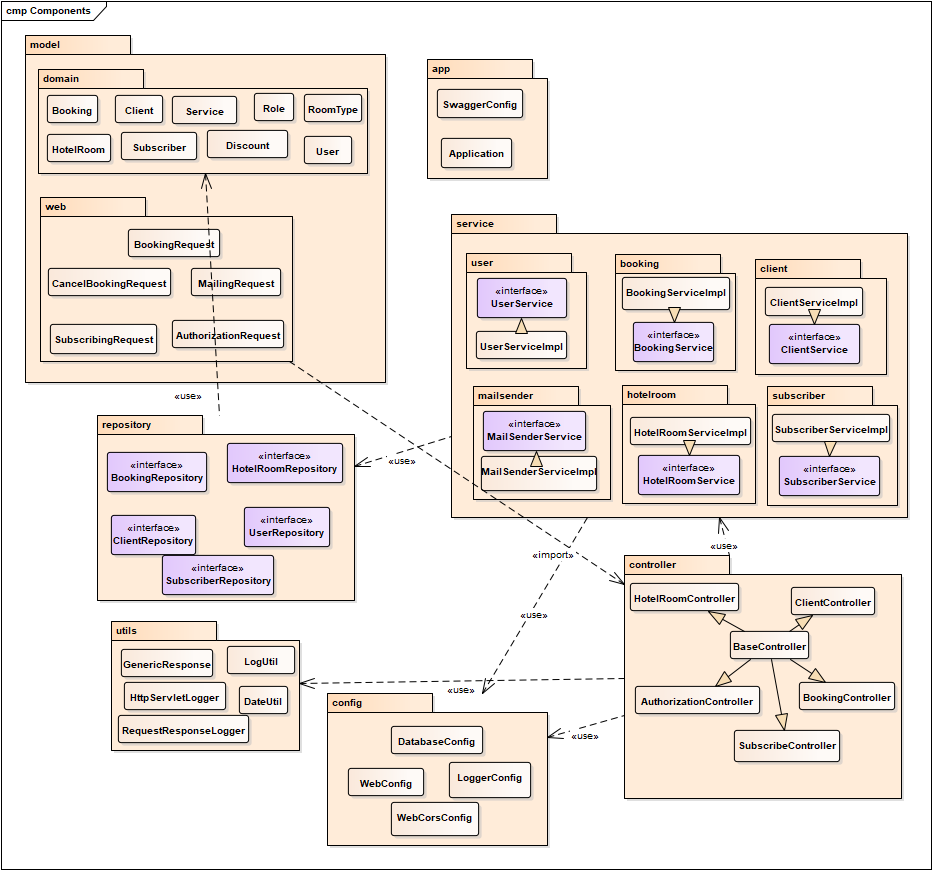 cmp Components
model
domain
Booking
Client
Service
Role
RoomType
HotelRoom
Subscriber
Discount
User
web
BookingRequest
CancelBookingRequest
MailingRequest
SubscribingRequest
AuthorizationRequest
app
SwaggerConfig
Application
service
user
«interface»
UserService
UserServiceImpl
booking
BookingServiceImpl
«interface»
BookingService
client
ClientServiceImpl
«interface»
ClientService
mailsender
«interface»
MailSenderService
MailSenderServiceImpl
hotelroom
HotelRoomServiceImpl
«interface»
HotelRoomService
subscriber
SubscriberServiceImpl
«interface»
SubscriberService
«use»
repository
«interface»
BookingRepository
«interface»
HotelRoomRepository
«interface»
ClientRepository
«interface»
UserRepository
«interface»
SubscriberRepository
«use»
«import»
«use»
«use»
controller
HotelRoomController
ClientController
BaseController
AuthorizationController
BookingController
SubscribeController
utils
GenericResponse
LogUtil
HttpServletLogger
DateUtil
RequestResponseLogger
«use»
«use»
config
DatabaseConfig
WebConfig
LoggerConfig
WebCorsConfig